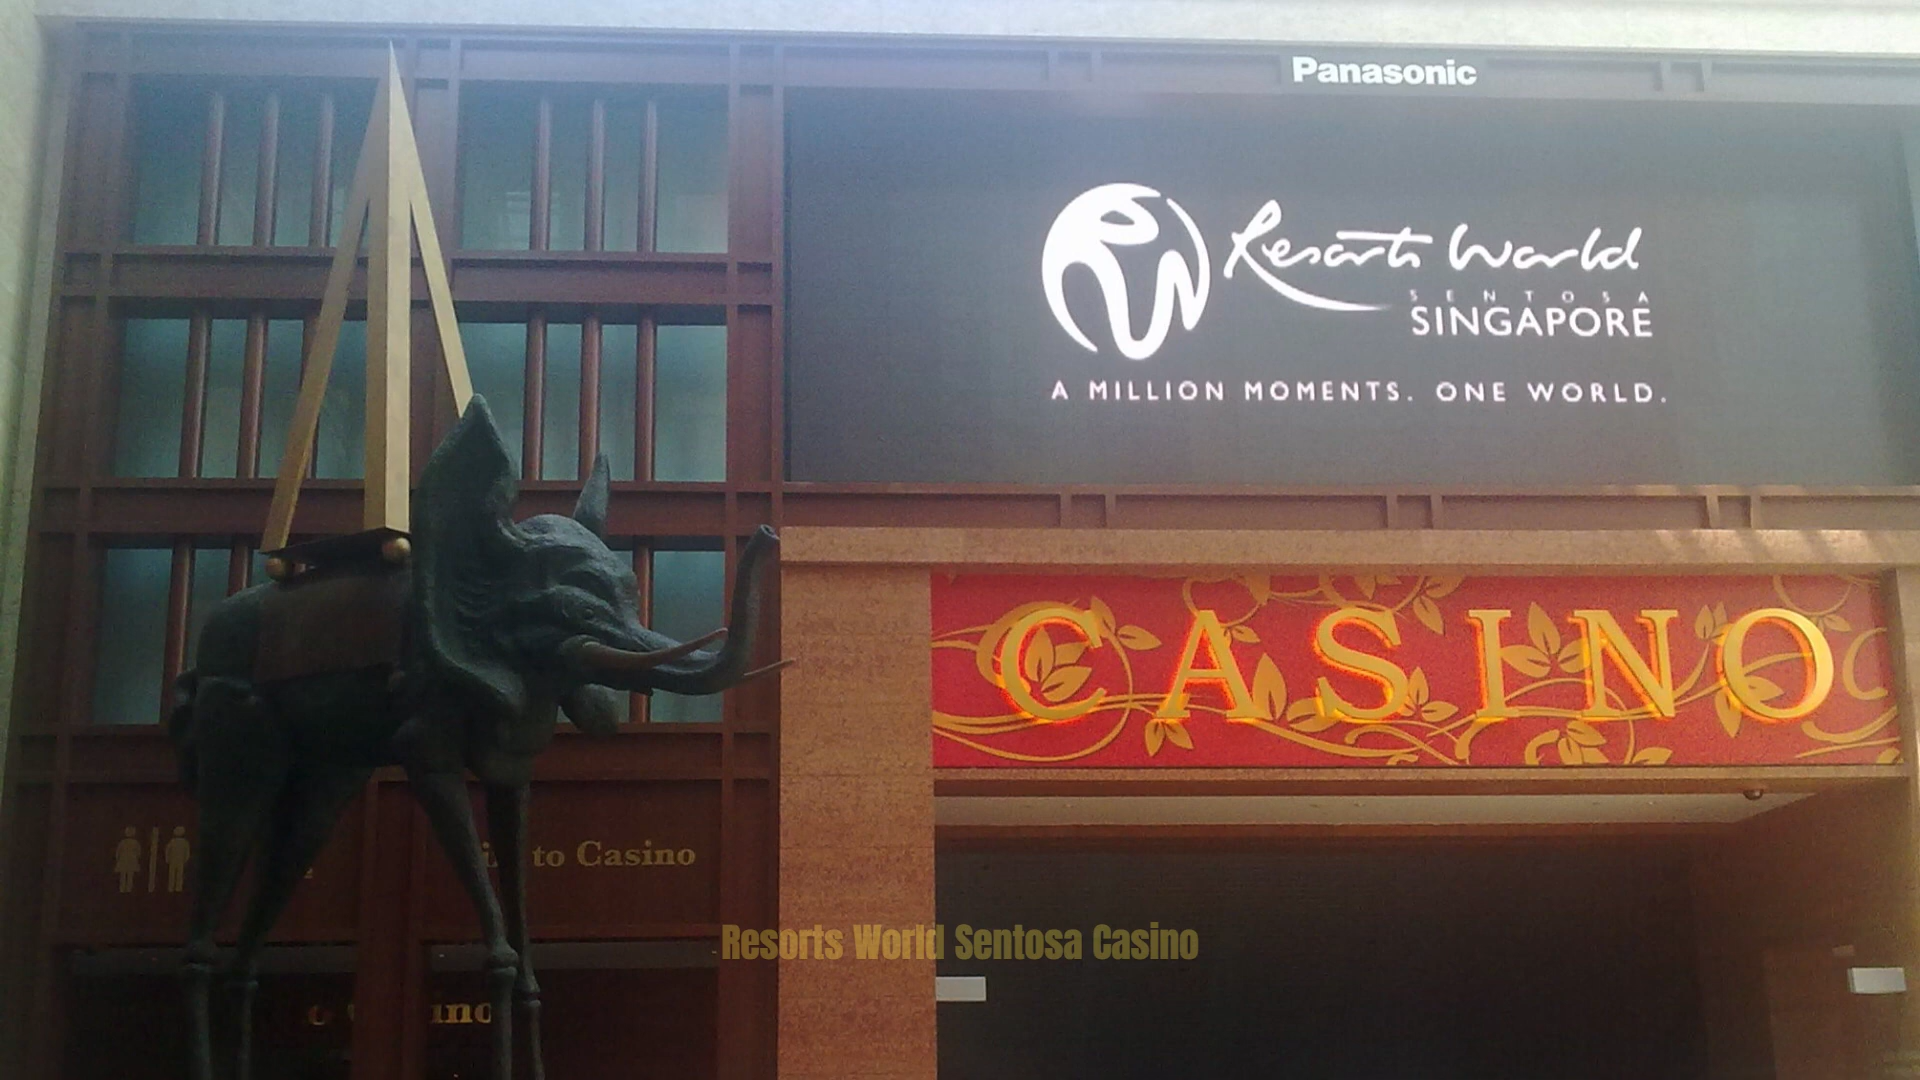 Panasonic
Resorts World
SENTOSA
SINGAPORE
A MILLION MOMENTS. ONE WORLD.
CASINO
to Casino
Resorts World Sentosa Casino